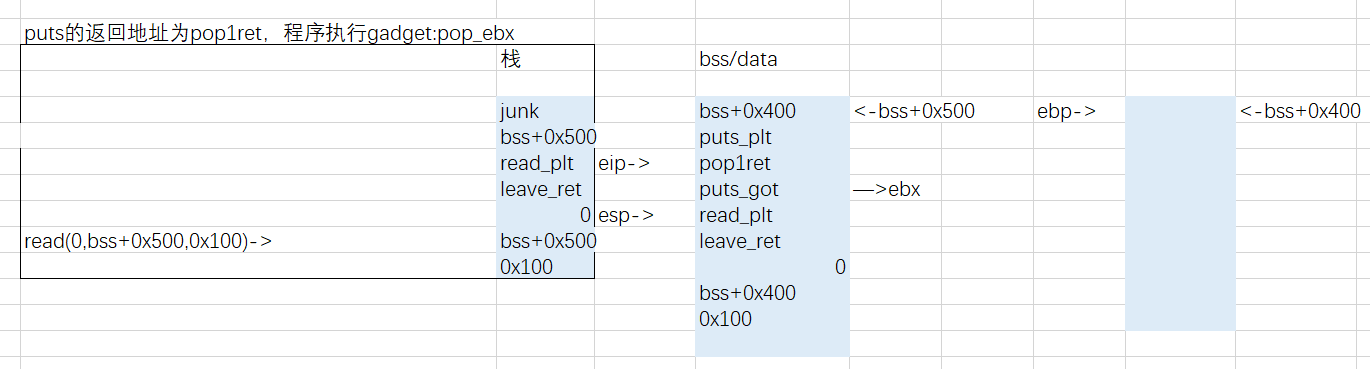 puts的返回地址为pop1ret，程序执行gadget:pop_ebx
栈 bss/data
junk bss+0x400 <-bss+0x500 ebp-> <-bss+0x400
bss+0x500 puts_plt
read_plt eip-> pop1ret
leave_ret puts_got —>ebx
0 esp-> read_plt
read(0,bss+0x500,0x100)-> bss+0x500 leave_ret
0x100 0
bss+0x400
0x100